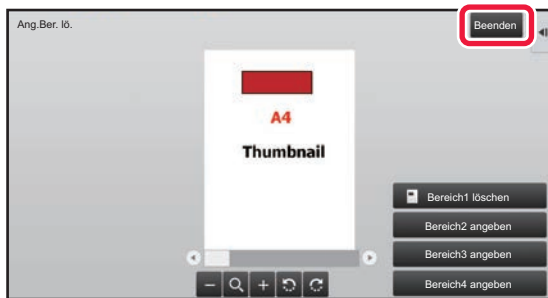 Ang.Ber. lö.
Beenden
A4
Thumbnail
Bereich1 löschen
Bereich2 angeben
Bereich3 angeben
Bereich4 angeben